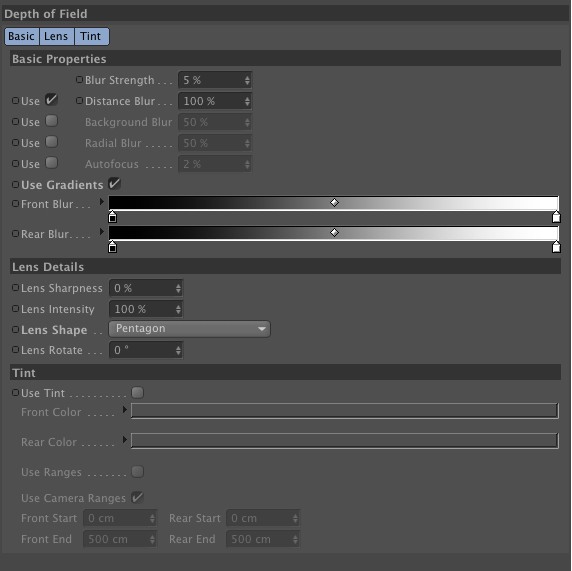 Depth of Field
Basic Lens Tint
Basic Properties
Blur Strength . . . 5 %
Use Distance Blur . . . 100 %
Use Background Blur 50 %
Use Radial Blur . . . . . 50 %
Use Autofocus . . . . . 2 %
Use Gradients
Front Blur. . .
Rear Blur. . . .
Lens Details
Lens Sharpness 0 %
Lens Intensity 100 %
Lens Shape . . Pentagon
Lens Rotate . . . 0 °
Tint
Use Tint . . . . . . . . . .
Front Color . . . . .
Rear Color . . . . .
Use Ranges . . . . . . .
Use Camera Ranges
Front Start 0 cm Rear Start 0 cm
Front End 500 cm Rear End 500 cm